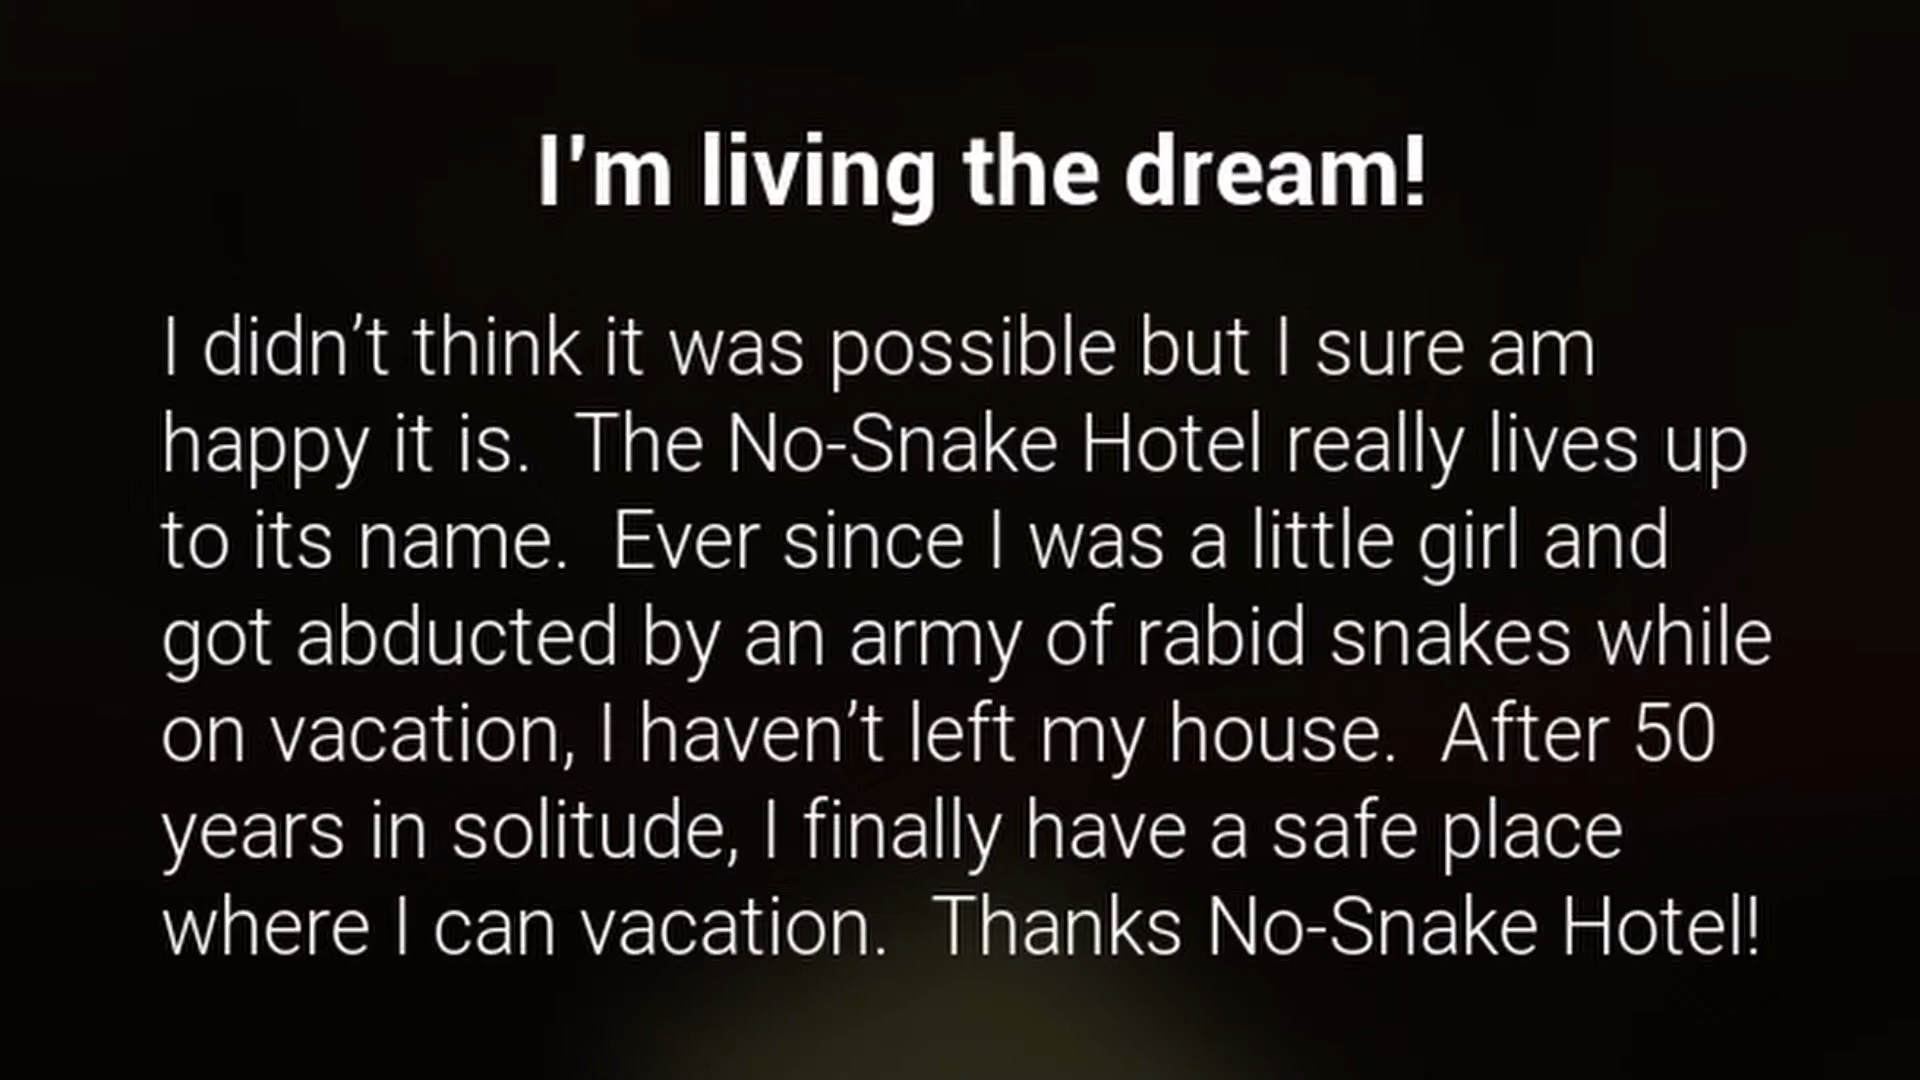 I'm living the dream!
I didn't think it was possible but I sure am
happy it is.  The No-Snake Hotel really lives up
to its name.  Ever since I was a little girl and
got abducted by an army of rabid snakes while
on vacation, I haven't left my house.  After 50
years in solitude, I finally have a safe place
where I can vacation.  Thanks No-Snake Hotel!